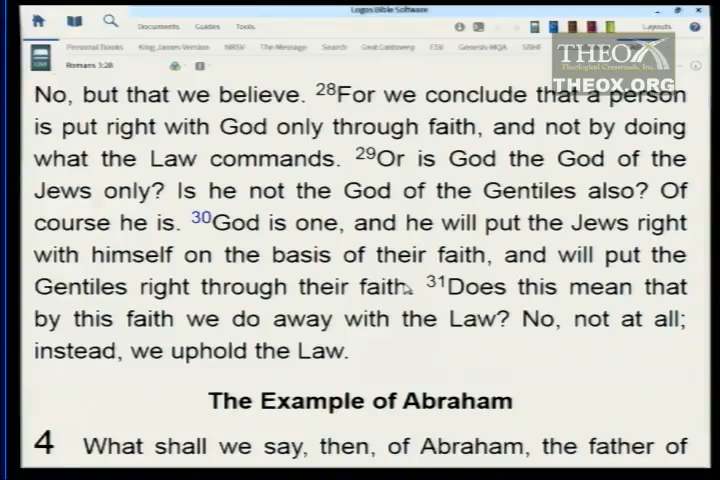 Logos Bible Software
Documents Guides Tools Layouts
Personal Books King James Version NRSV The Message Search Great Controversy ESV
Romans 3:28
THEOX
Theological Crossroads, Inc.
THEOX.ORG
No, but that we believe. 28For we conclude that a person
is put right with God only through faith, and not by doing
what the Law commands. 29Or is God the God of the
Jews only? Is he not the God of the Gentiles also? Of
course he is. 30God is one, and he will put the Jews right
with himself on the basis of their faith, and will put the
Gentiles right through their faith. 31Does this mean that
by this faith we do away with the Law? No, not at all;
instead, we uphold the Law.
The Example of Abraham
4 What shall we say, then, of Abraham, the father of